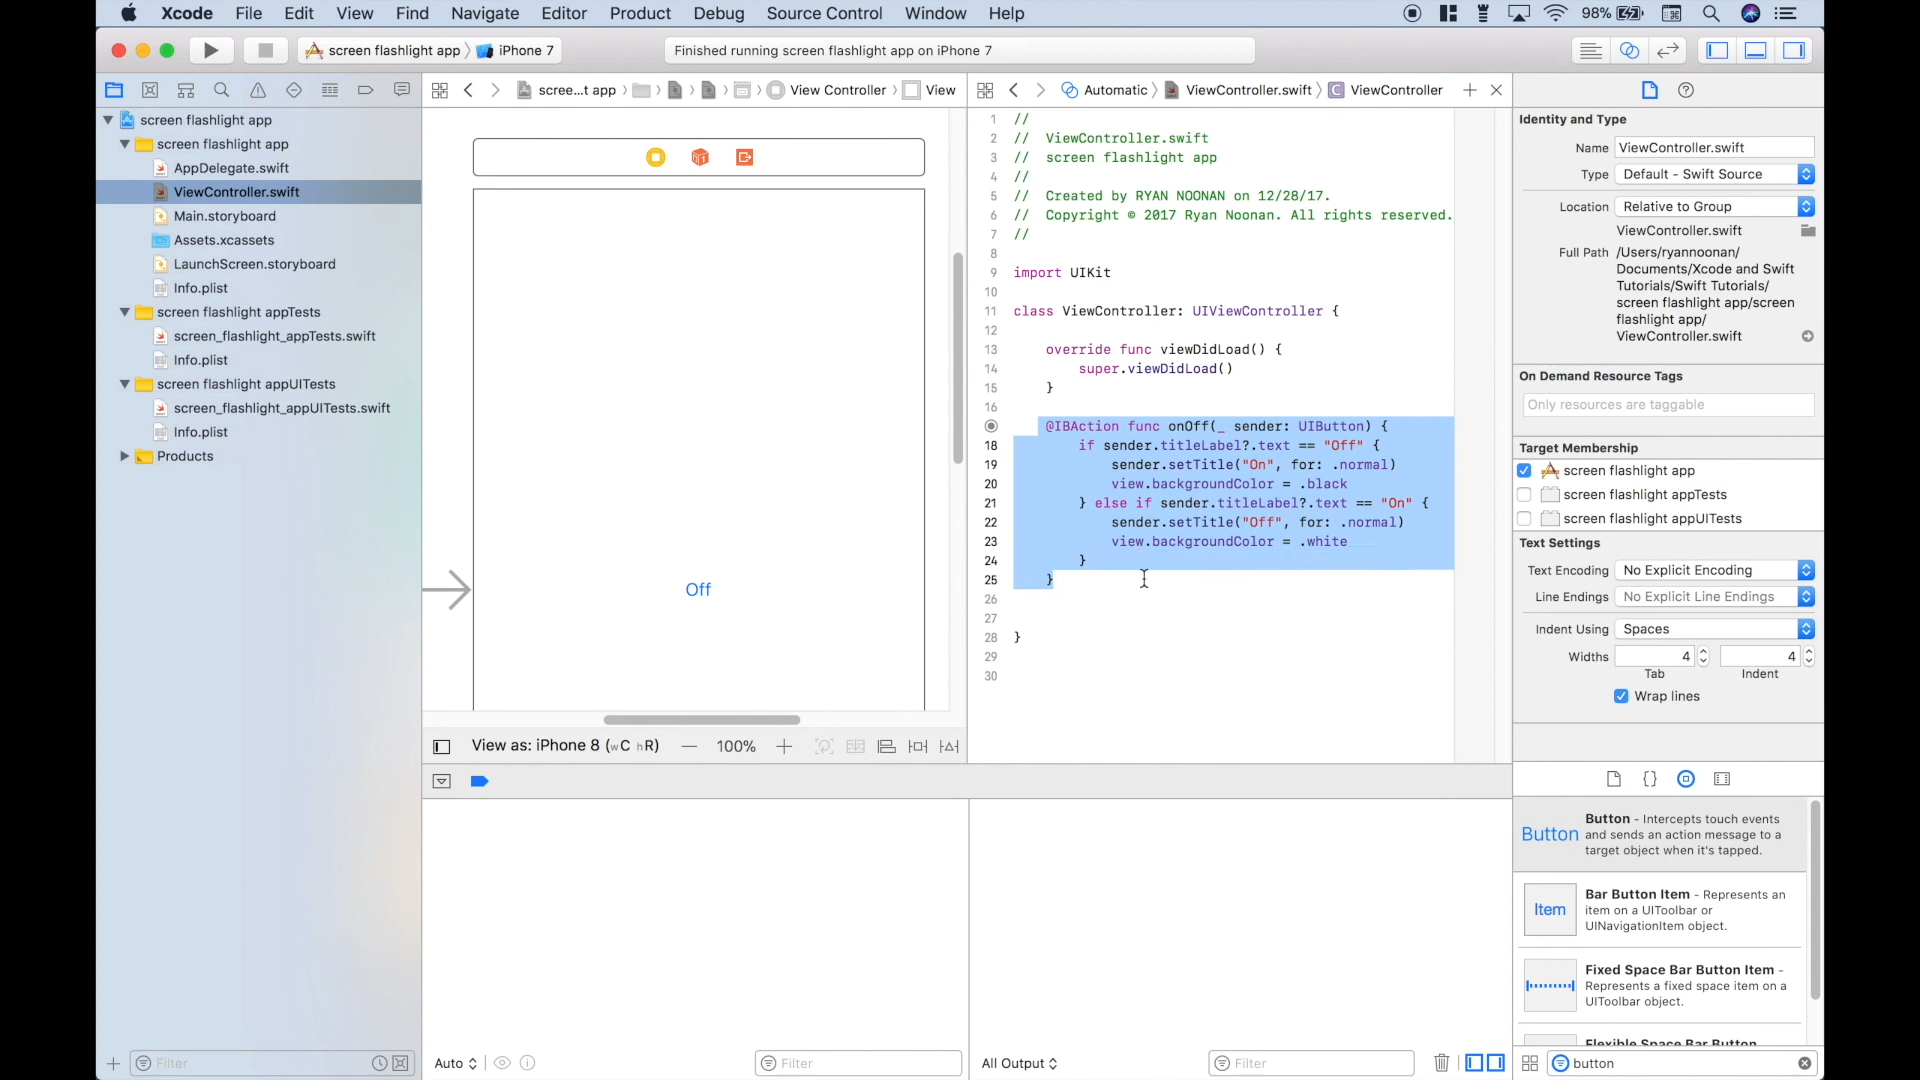 Xcode File Edit View Find Navigate Editor Product Debug Source Control Window Help 98%
screen flashlight app iPhone 7 Finished running screen flashlight app on iPhone 7
scree...t app View Controller View
Automatic ViewController.swift C ViewController
screen flashlight app
screen flashlight app
AppDelegate.swift
ViewController.swift
Main.storyboard
Assets.xcassets
LaunchScreen.storyboard
Info.plist
screen flashlight appTests
screen_flashlight_appTests.swift
Info.plist
screen flashlight appUITests
screen_flashlight_appUITests.swift
Info.plist
Products
Filter
Off
View as: iPhone 8 (wC hR) 100%
1 //
2 // ViewController.swift
3 // screen flashlight app
4 //
5 // Created by RYAN NOONAN on 12/28/17.
6 // Copyright © 2017 Ryan Noonan. All rights reserved.
7 //
8
9 import UIKit
10
11 class ViewController: UIViewController {
12
13 override func viewDidLoad() {
14 super.viewDidLoad()
15 }
16
@IBAction func onOff(_ sender: UIButton) {
18 if sender.titleLabel?.text == "Off" {
19 sender.setTitle("On", for: .normal)
20 view.backgroundColor = .black
21 } else if sender.titleLabel?.text == "On" {
22 sender.setTitle("Off", for: .normal)
23 view.backgroundColor = .white
24 }
25 }
26
27
28 }
29
30
Auto Filter
All Output Filter
Identity and Type
Name ViewController.swift
Type Default - Swift Source
Location Relative to Group
ViewController.swift
Full Path /Users/ryannoonan/
Documents/Xcode and Swift
Tutorials/Swift Tutorials/
screen flashlight app/screen
flashlight app/
ViewController.swift
On Demand Resource Tags
Only resources are taggable
Target Membership
screen flashlight app
screen flashlight appTests
screen flashlight appUITests
Text Settings
Text Encoding No Explicit Encoding
Line Endings No Explicit Line Endings
Indent Using Spaces
Widths 4 4
Tab Indent
Wrap lines
{}
Button
Button - Intercepts touch events
and sends an action message to a
target object when it's tapped.
Item
Bar Button Item - Represents an
item on a UIToolbar or
UINavigationItem object.
Fixed Space Bar Button Item -
Represents a fixed space item on a
UIToolbar object.
Flexible Space Bar Button
button